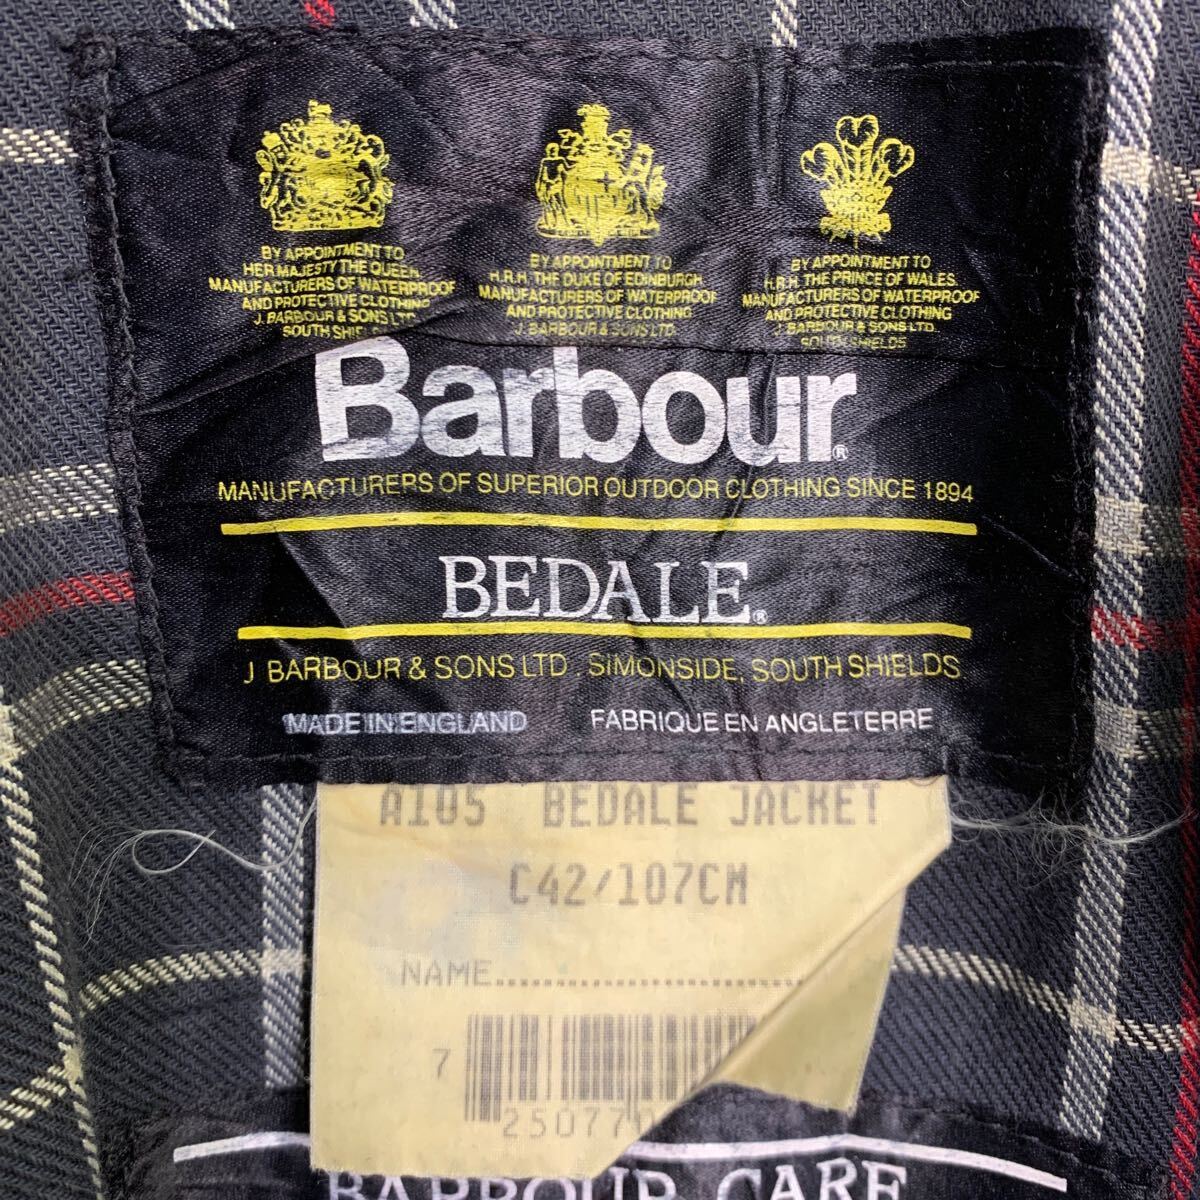 BY APPOINTMENT TO
HER MAJESTY THE QUEEN.
MANUFACTURERS OF WATERPROOF
AND PROTECTIVE CLOTHING
J. BARBOUR & SONS LTD.
SOUTH SHIELDS
BY APPOINTMENT TO
H.R.H. THE DUKE OF EDINBURGH.
MANUFACTURERS OF WATERPROOF
AND PROTECTIVE CLOTHING
J. BARBOUR & SONS LTD.
BY APPOINTMENT TO
H.R.H. THE PRINCE OF WALES.
MANUFACTURERS OF WATERPROOF
AND PROTECTIVE CLOTHING
J. BARBOUR & SONS LTD.
SOUTH SHIELDS
Barbour®
MANUFACTURERS OF SUPERIOR OUTDOOR CLOTHING SINCE 1894
BEDALE®
J BARBOUR & SONS LTD . SIMONSIDE, SOUTH SHIELDS
MADE IN ENGLAND FABRIQUE EN ANGLETERRE
A105 BEDALE JACKET
C42/107CM
NAME..............................
7
250770
BARBOUR CARE